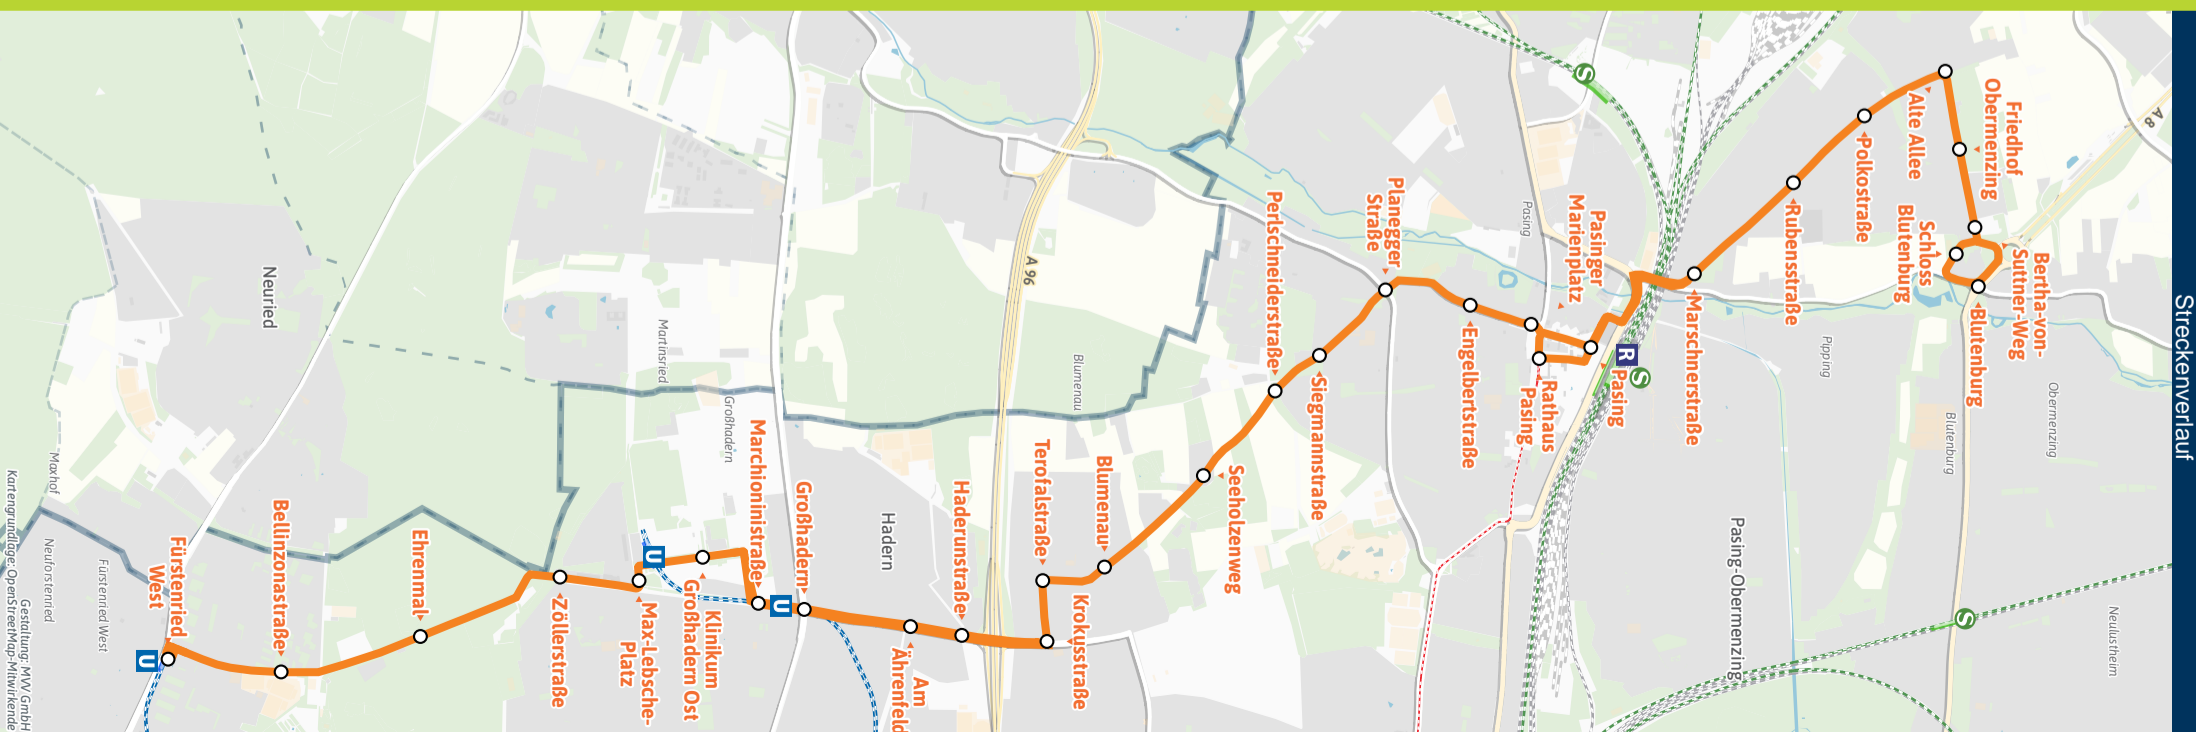 Streckenverlauf
A 8
Friedhof
Obermenzing
Alte Allee
Polkostraße
Rubensstraße
Schloss
Blutenburg
Bertha-von-
Suttner-Weg
Blutenburg
Marschnerstraße
Pasinger
Marienplatz
R
S
Pasing
Rathaus
Pasing
Engelbertstraße
Planegger
Straße
Siegmannstraße
Perlschneiderstraße
Seeholzenweg
Blumenau
Terofalstraße
Krokusstraße
Haderunstraße
Am
Ährenfeld
Großhadern
U
Marchioninistraße
Klinikum
Großhadern Ost
U
Max-Lebsche-
Platz
Zöllerstraße
Ehrenmal
Bellinzonastraße
Fürstenried
West
U
S
S
Obermenzing
Blutenburg
Pipping
Neulustheim
Pasing-Obermenzing
Pasing
Blumenau
A 96
Hadern
Großhadern
Martinsried
Neuried
Maxhof
Neuforstenried
Fürstenried West
Gestaltung: MVV GmbH
Kartengrundlage: OpenStreetMap-Mitwirkende